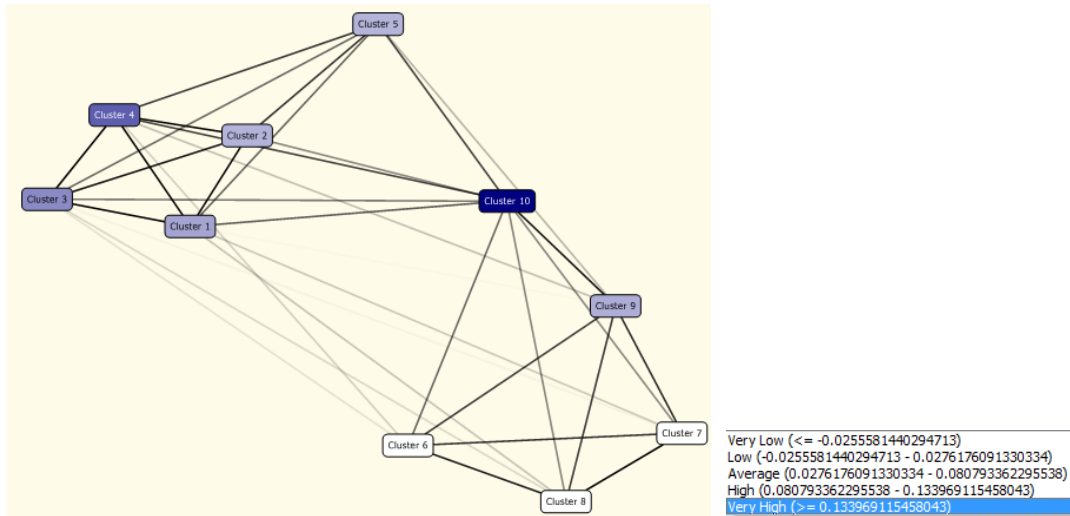 Cluster 5
Cluster 4
Cluster 2
Cluster 3
Cluster 10
Cluster 1
Cluster 9
Cluster 7
Cluster 6
Cluster 8
Very Low (<= -0.0255581440294713)
Low (-0.0255581440294713 - 0.0276176091330334)
Average (0.0276176091330334 - 0.080793362295538)
High (0.080793362295538 - 0.133969115458043)
Very High (>= 0.133969115458043)